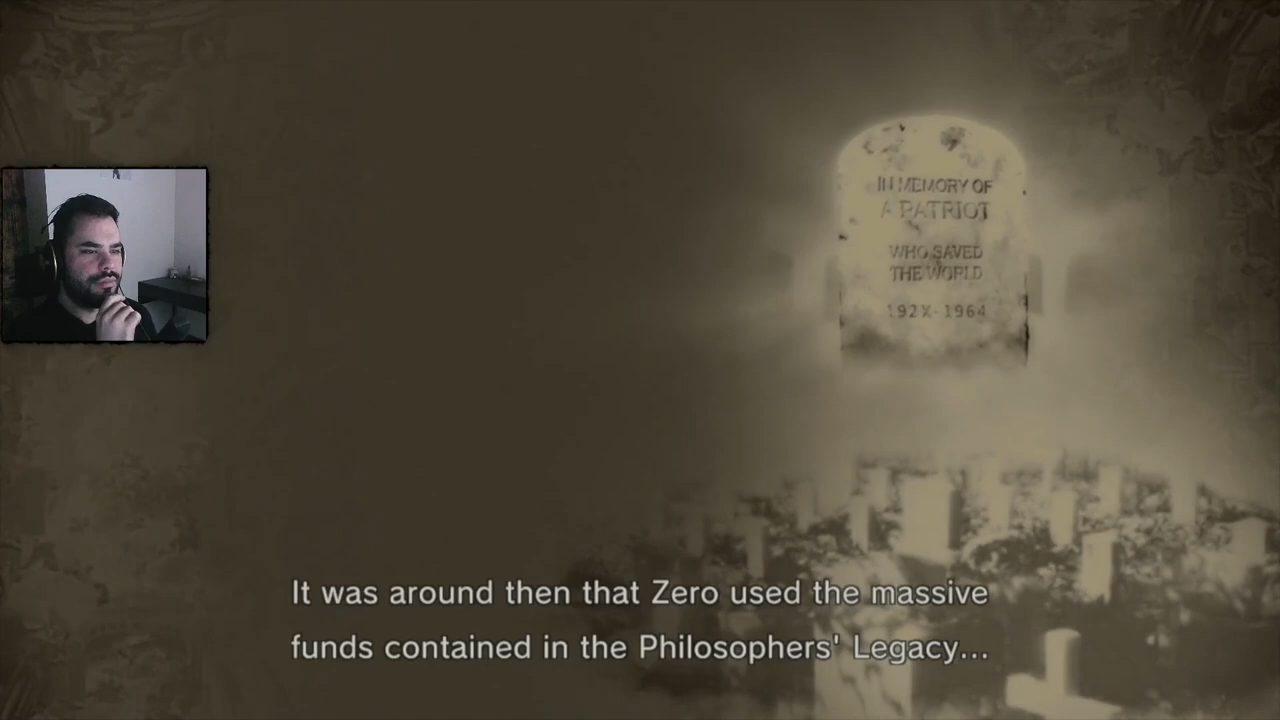 IN MEMORY OF
A PATRIOT
WHO SAVED
THE WORLD
192X-1964
It was around then that Zero used the massive
funds contained in the Philosophers' Legacy...